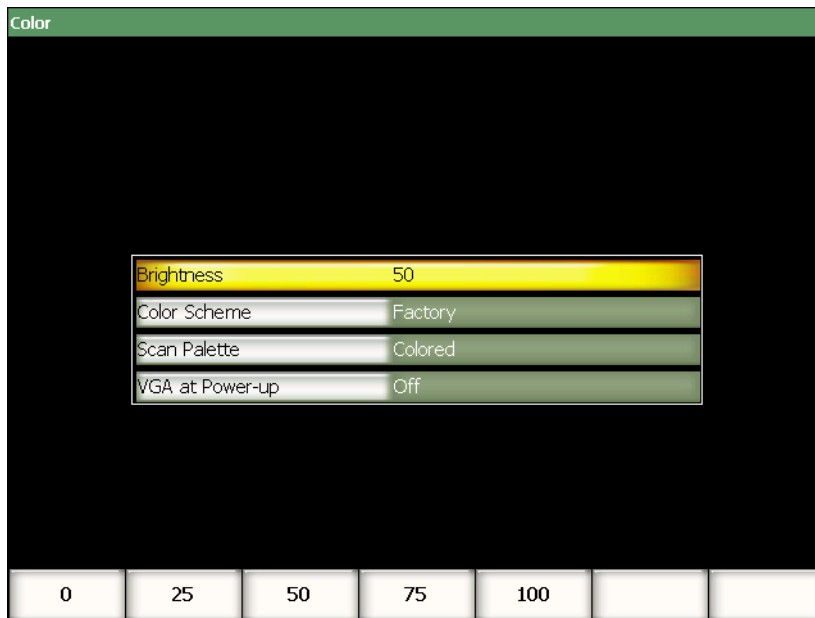 Color
Brightness 50
Color Scheme Factory
Scan Palette Colored
VGA at Power-up Off
0 25 50 75 100